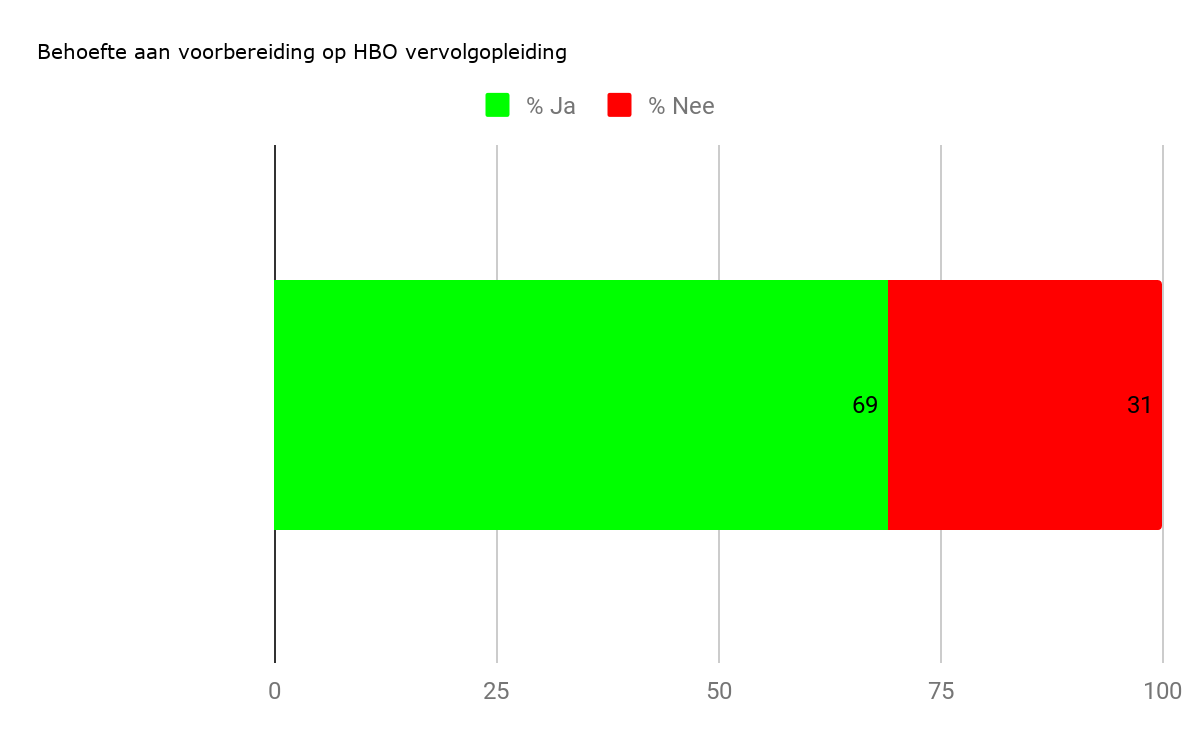 Behoefte aan voorbereiding op HBO vervolgopleiding
% Ja % Nee
69 31
0 25 50 75 100